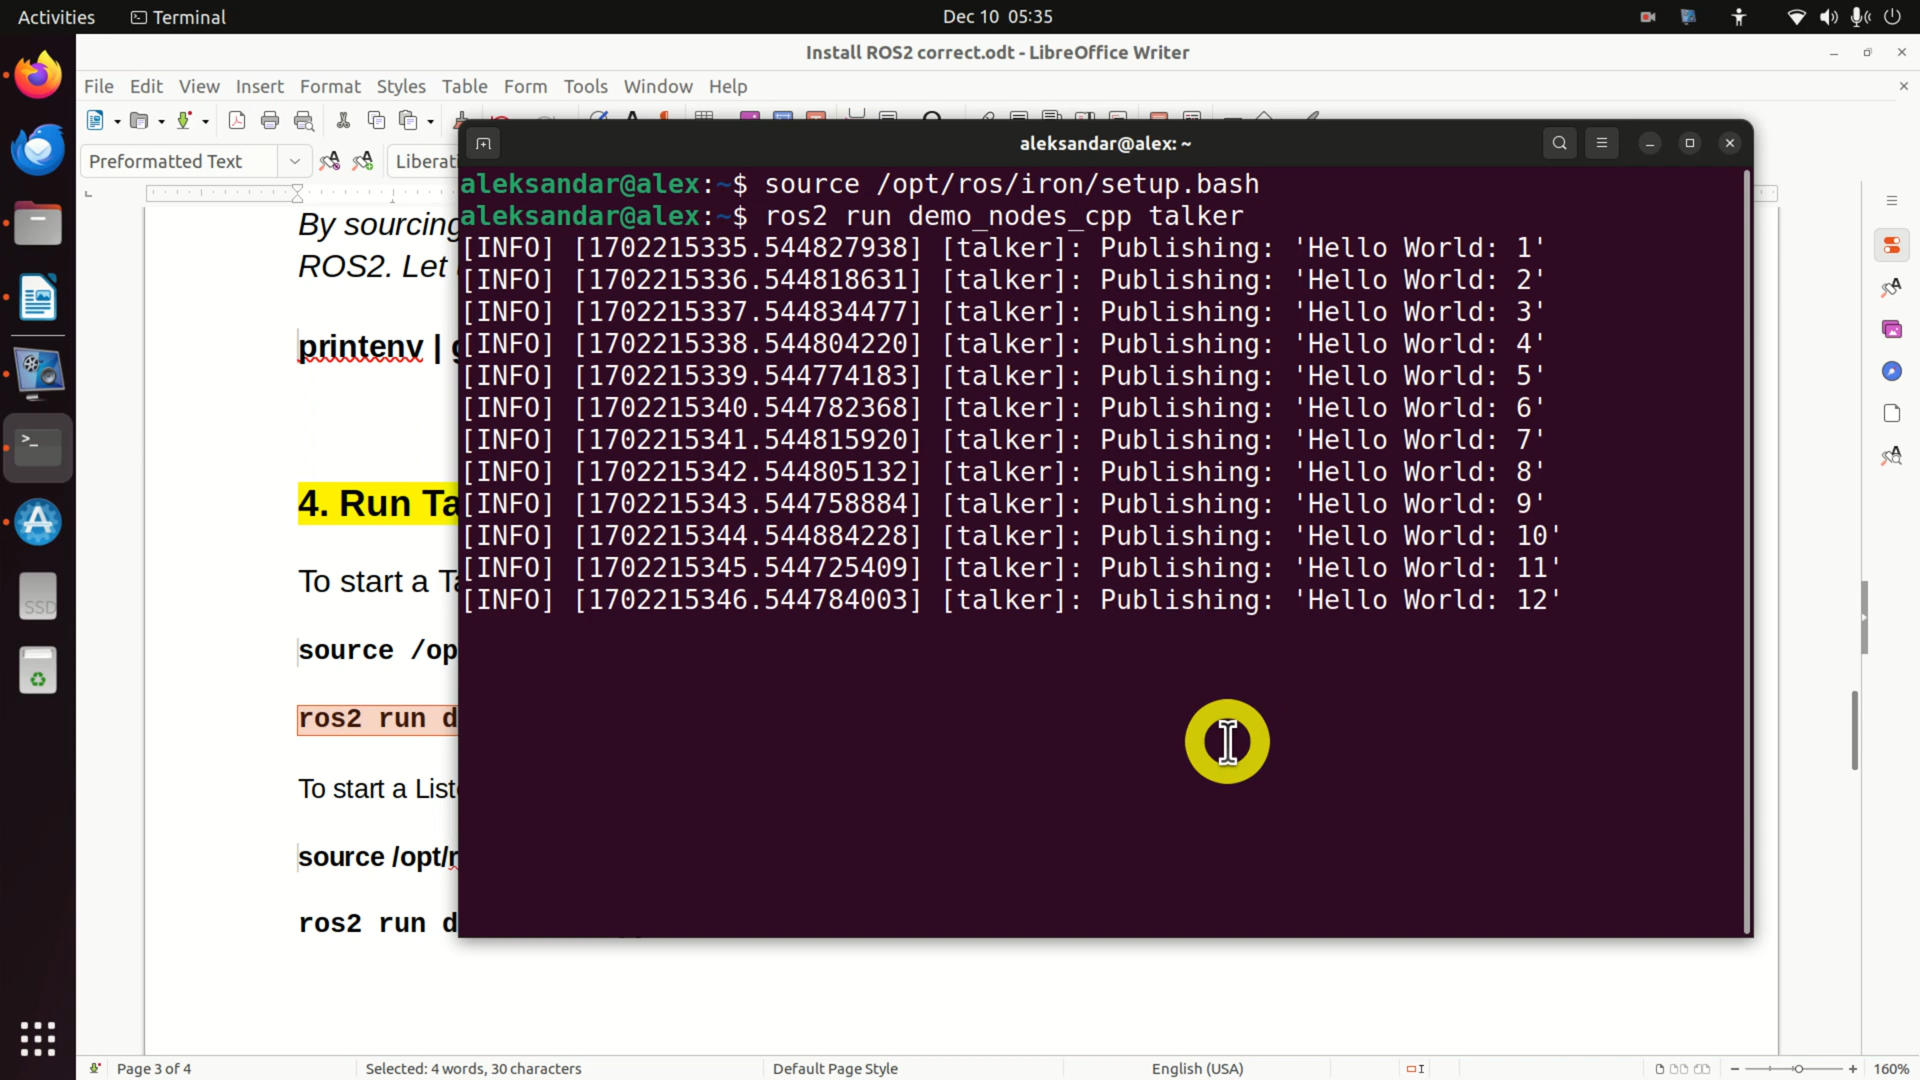 Activities
Terminal
Dec 10 05:35
Install ROS2 correct.odt - LibreOffice Writer
File Edit View Insert Format Styles Table Form Tools Window Help
Preformatted Text
Liberati
aleksandar@alex: ~
aleksandar@alex:~$ source /opt/ros/iron/setup.bash
aleksandar@alex:~$ ros2 run demo_nodes_cpp talker
[INFO] [1702215335.544827938] [talker]: Publishing: 'Hello World: 1'
[INFO] [1702215336.544818631] [talker]: Publishing: 'Hello World: 2'
[INFO] [1702215337.544834477] [talker]: Publishing: 'Hello World: 3'
[INFO] [1702215338.544804220] [talker]: Publishing: 'Hello World: 4'
[INFO] [1702215339.544774183] [talker]: Publishing: 'Hello World: 5'
[INFO] [1702215340.544782368] [talker]: Publishing: 'Hello World: 6'
[INFO] [1702215341.544815920] [talker]: Publishing: 'Hello World: 7'
[INFO] [1702215342.544805132] [talker]: Publishing: 'Hello World: 8'
[INFO] [1702215343.544758884] [talker]: Publishing: 'Hello World: 9'
[INFO] [1702215344.544884228] [talker]: Publishing: 'Hello World: 10'
[INFO] [1702215345.544725409] [talker]: Publishing: 'Hello World: 11'
[INFO] [1702215346.544784003] [talker]: Publishing: 'Hello World: 12'
By sourcing
ROS2. Let
printenv | g
4. Run Ta
To start a Ta
source /op
ros2 run d
To start a Liste
source /opt/r
ros2 run d
SSD
Page 3 of 4
Selected: 4 words, 30 characters
Default Page Style
English (USA)
160%